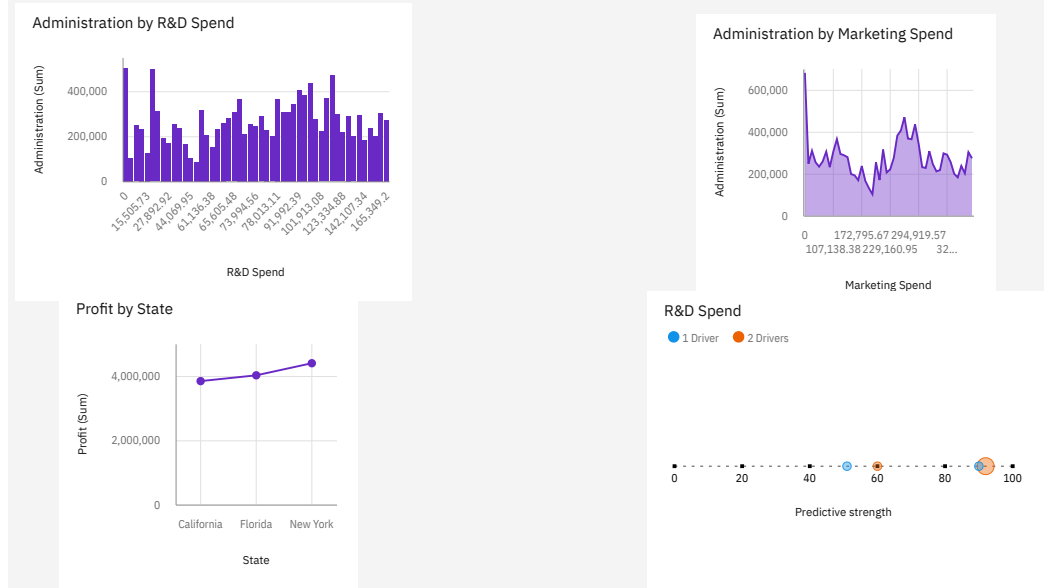 Administration by R&D Spend
Administration (Sum)
400,000
200,000
0
0
15,505.73
27,892.92
44,069.95
61,136.38
65,605.48
73,994.56
78,013.11
91,992.39
101,913.08
123,334.88
142,107.34
165,349.2
R&D Spend
Administration by Marketing Spend
Administration (Sum)
600,000
400,000
200,000
0
0 172,795.67 294,919.57
107,138.38 229,160.95 32...
Marketing Spend
Profit by State
Profit (Sum)
4,000,000
2,000,000
0
California Florida New York
State
R&D Spend
1 Driver 2 Drivers
0 20 40 60 80 100
Predictive strength